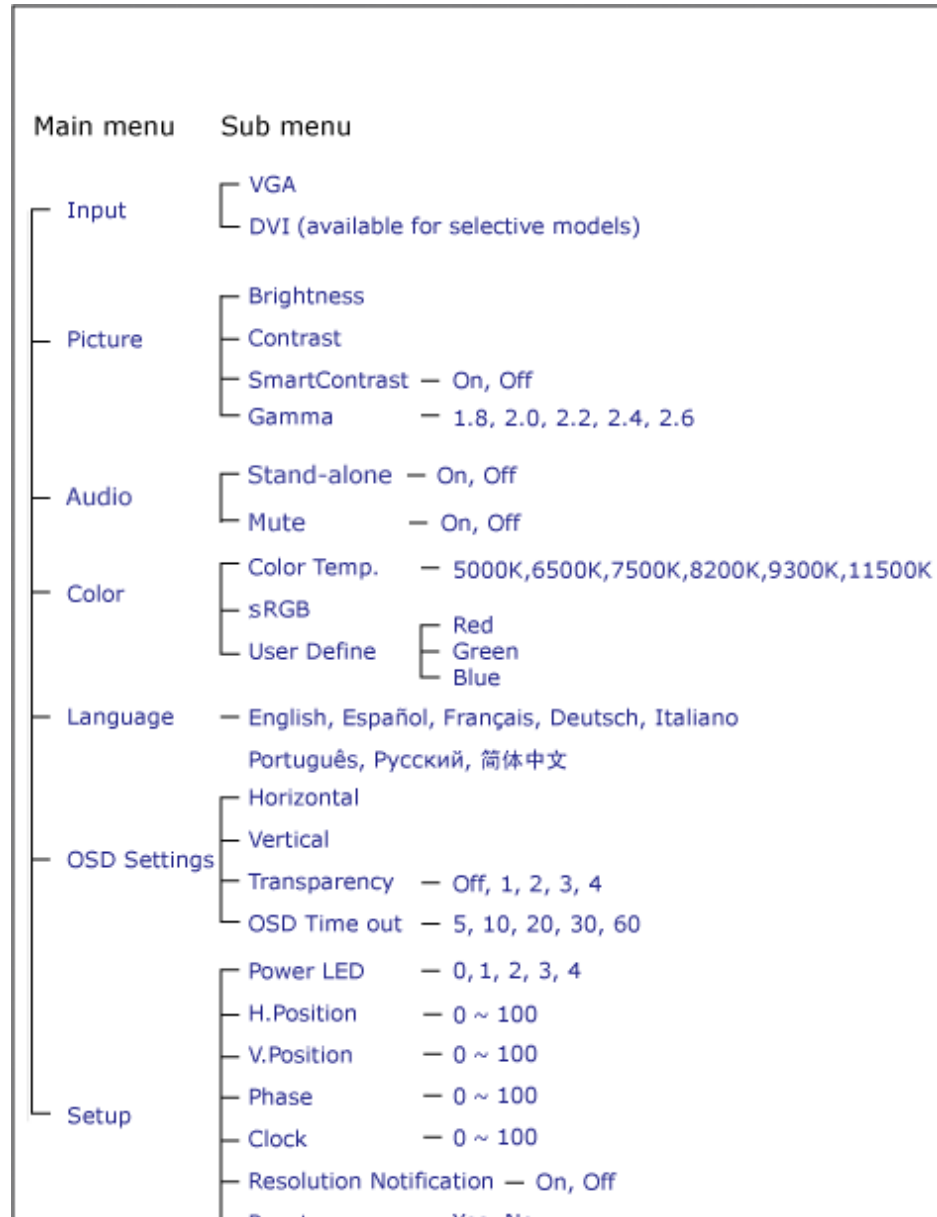 Main menu Sub menu
Input
VGA
DVI (available for selective models)
Picture
Brightness
Contrast
SmartContrast — On, Off
Gamma — 1.8, 2.0, 2.2, 2.4, 2.6
Audio
Stand-alone — On, Off
Mute — On, Off
Color
Color Temp. — 5000K,6500K,7500K,8200K,9300K,11500K
sRGB
User Define
Red
Green
Blue
Language — English, Español, Français, Deutsch, Italiano
Português, Русский, 简体中文
OSD Settings
Horizontal
Vertical
Transparency — Off, 1, 2, 3, 4
OSD Time out — 5, 10, 20, 30, 60
Setup
Power LED — 0, 1, 2, 3, 4
H.Position — 0 ~ 100
V.Position — 0 ~ 100
Phase — 0 ~ 100
Clock — 0 ~ 100
Resolution Notification — On, Off